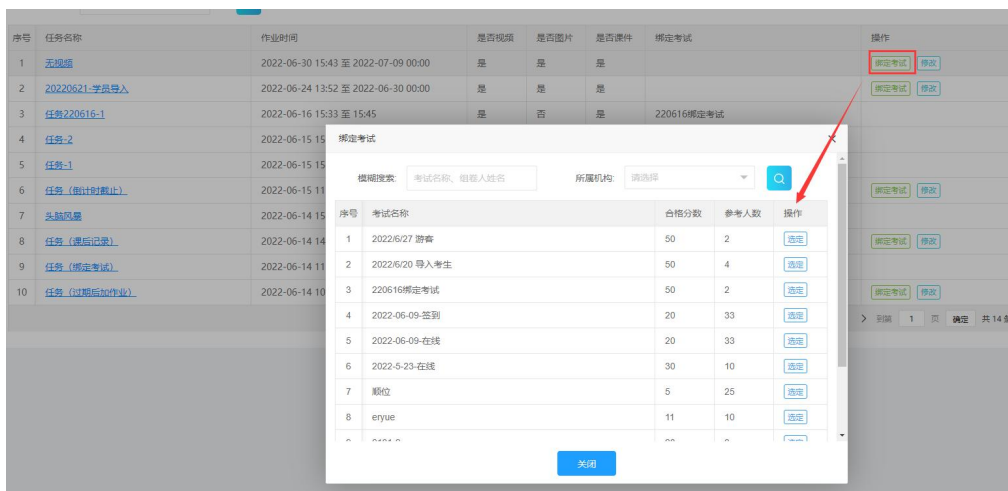 序号 任务名称 作业时间 是否视频 是否图片 是否课件 绑定考试 操作
1 无视频 2022-06-30 15:43 至 2022-07-09 00:00 是 是 是 绑定考试 修改
2 20220621-学员导入 2022-06-24 13:52 至 2022-06-30 00:00 是 是 是 绑定考试 修改
3 任务220616-1 2022-06-16 15:33 至 15:45 是 否 是 220616绑定考试
4 任务-2 2022-06-15 15
5 任务-1 2022-06-15 15
6 任务（倒计时截止） 2022-06-15 11 绑定考试 修改
7 头脑风暴 2022-06-14 15
8 任务（课后记录） 2022-06-14 14 绑定考试 修改
9 任务（绑定考试） 2022-06-14 11
10 任务（过期后加作业） 2022-06-14 10 绑定考试 修改
到第 1 页 确定 共 14 条
绑定考试
模糊搜索: 考试名称、组卷人姓名 所属机构: 请选择
序号 考试名称 合格分数 参考人数 操作
1 2022/6/27 游客 50 2 选定
2 2022/6/20 导入考生 50 4 选定
3 220616绑定考试 50 2 选定
4 2022-06-09-签到 20 33 选定
5 2022-06-09-在线 20 33 选定
6 2022-5-23-在线 30 10 选定
7 顺位 5 25 选定
8 eryue 11 10 选定
关闭